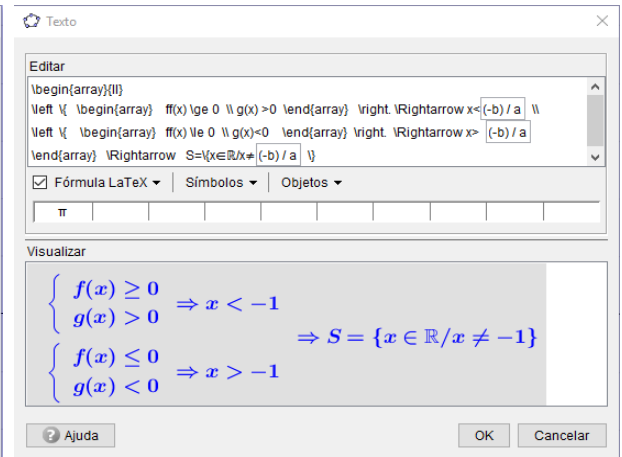 Texto
Editar
\begin{array}{ll}
\left \{ \begin{array} ff(x) \ge 0 \\ g(x) >0 \end{array} \right. \Rightarrow x< (-b) / a \\
\left \{ \begin{array} ff(x) \le 0 \\ g(x)<0 \end{array} \right. \Rightarrow x> (-b) / a
\end{array} \Rightarrow S=\{x∈ℝ/x≠ (-b) / a \}
Fórmula LaTeX Símbolos Objetos
π
Visualizar
f(x) ≥ 0
g(x) > 0
⇒ x < −1
⇒ S = {x ∈ ℝ/x ≠ −1}
f(x) ≤ 0
g(x) < 0
⇒ x > −1
Ajuda OK Cancelar